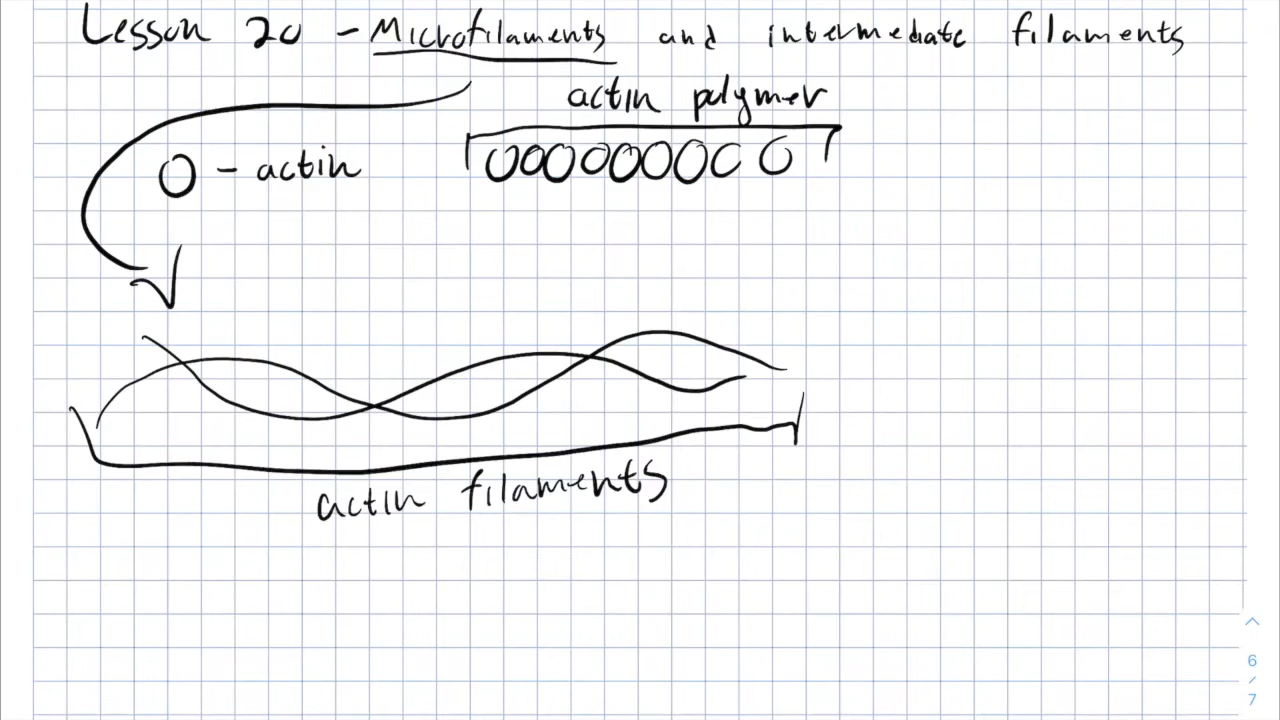 Lesson 20 - Microfilaments and intermediate filaments
actin polymer
- actin
actin filaments
6
/
7